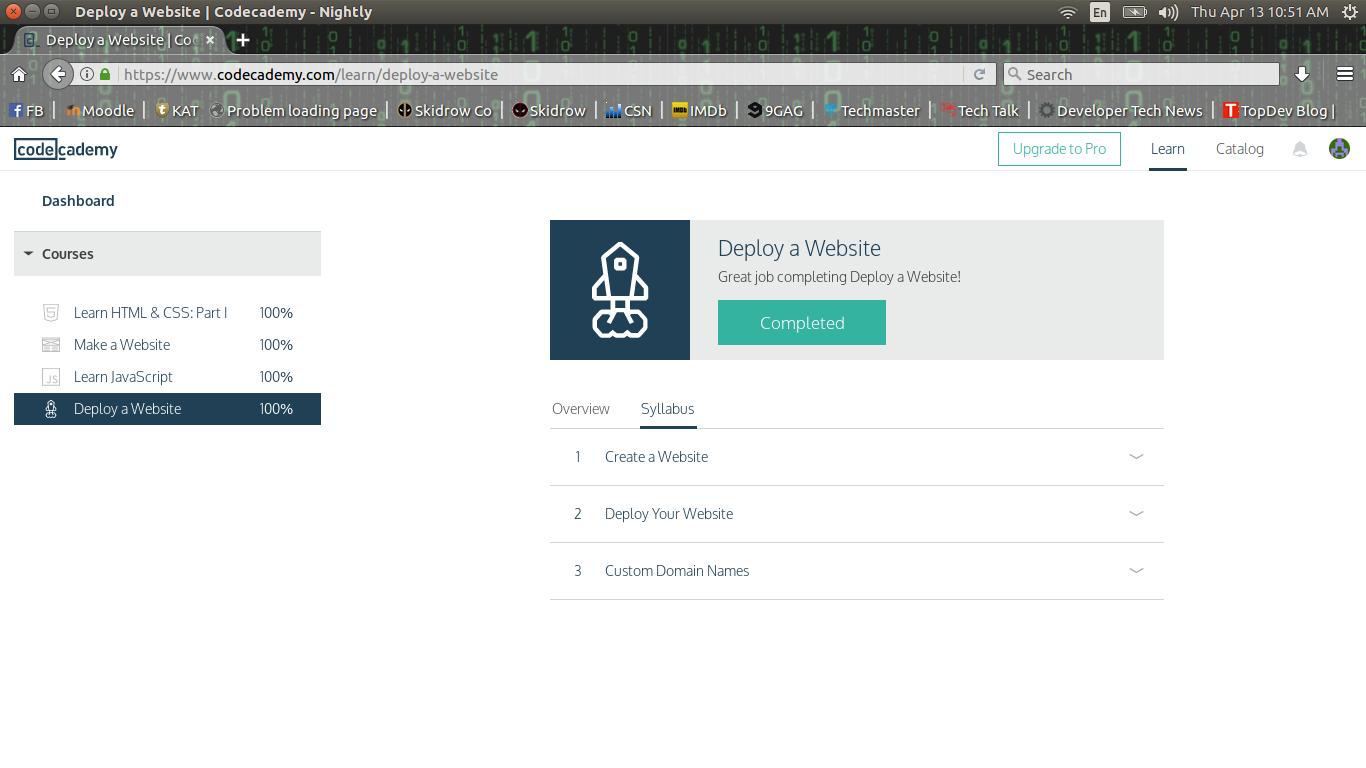 Deploy a Website | Codecademy - Nightly
En
Thu Apr 13 10:51 AM
Deploy a Website | Co
https://www.codecademy.com/learn/deploy-a-website
Search
FB | Moodle | KAT Problem loading page | Skidrow Co | Skidrow | CSN | IMDb | 9GAG | Techmaster | Tech Talk | Developer Tech News | TopDev Blog |
codecademy
Upgrade to Pro
Learn
Catalog
Dashboard
Courses
Learn HTML & CSS: Part I 100%
Make a Website 100%
Learn JavaScript 100%
Deploy a Website 100%
Deploy a Website
Great job completing Deploy a Website!
Completed
Overview Syllabus
1 Create a Website
2 Deploy Your Website
3 Custom Domain Names